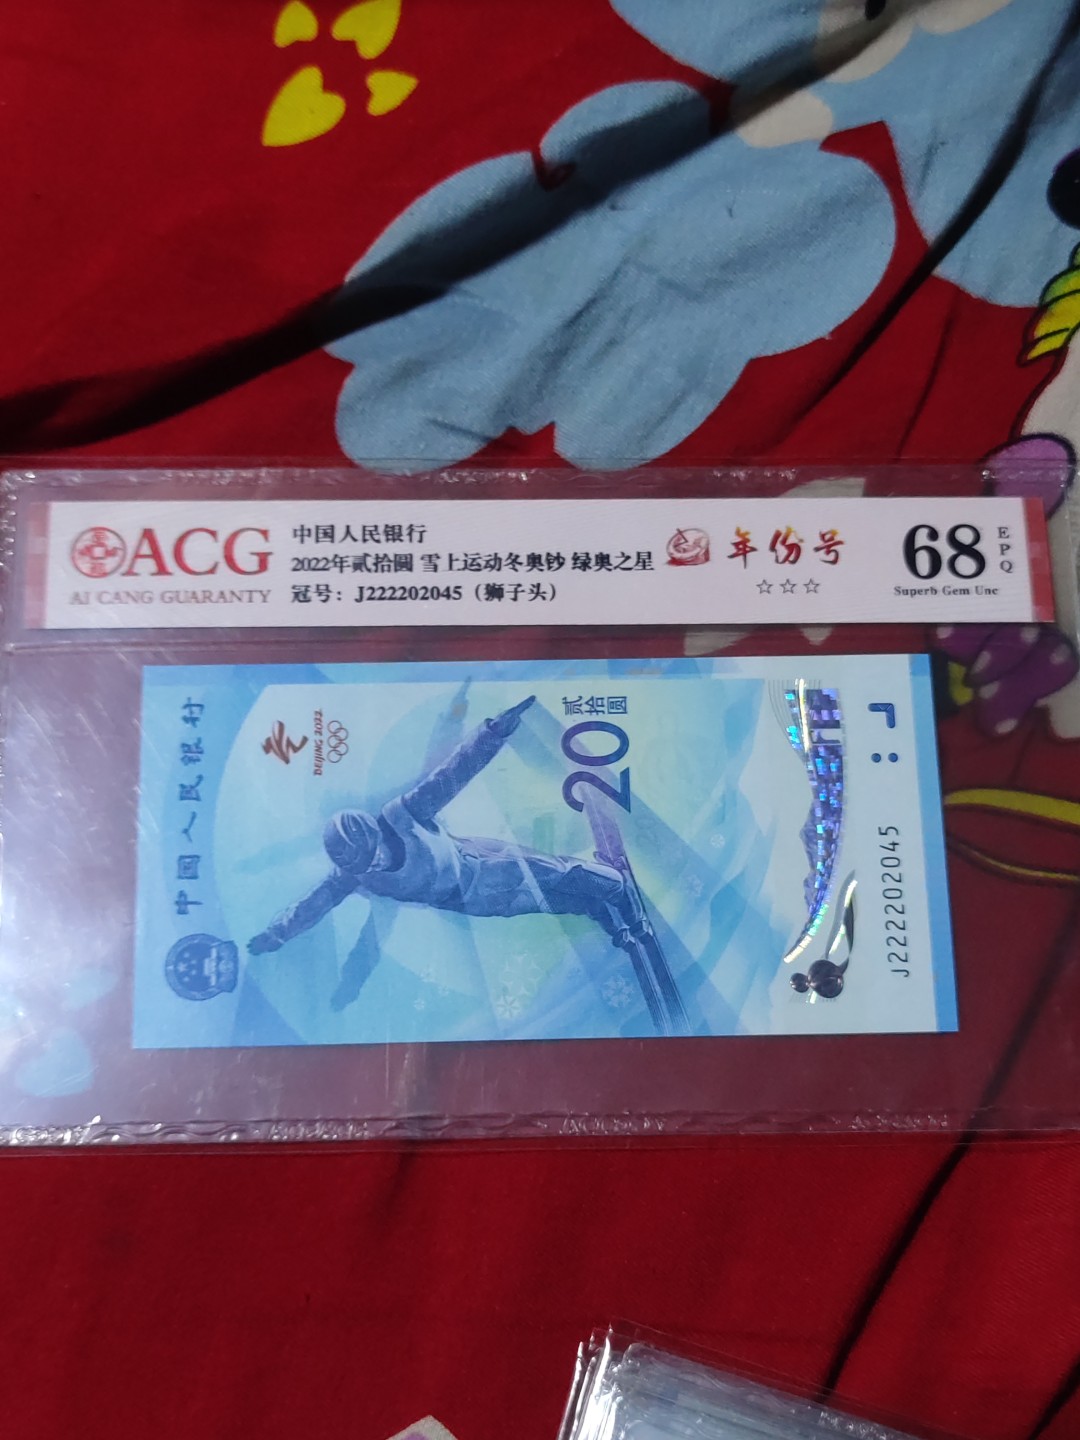 ACG
AI CANG GUARANTY
中国人民银行
2022年贰拾圆 雪上运动冬奥钞 绿奥之星
冠号：J222202045（狮子头）
年份号
☆☆☆
68
EPQ
Superb Gem Unc
中国人民银行
BEIJING 2022
贰拾圆
20
J222202045